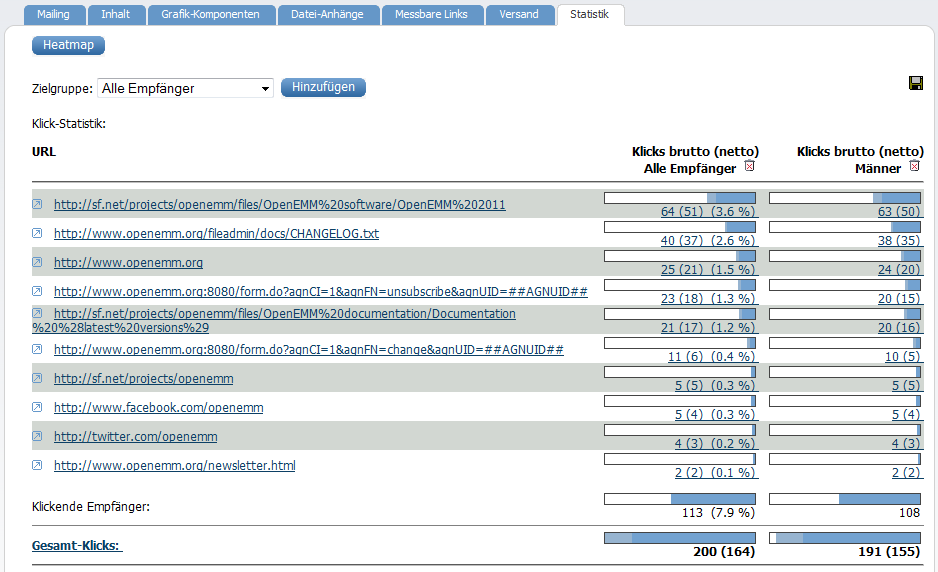 Mailing Inhalt Grafik-Komponenten Datei-Anhänge Messbare Links Versand Statistik
Heatmap
Zielgruppe: Alle Empfänger Hinzufügen
Klick-Statistik:
URL Klicks brutto (netto) Klicks brutto (netto)
Alle Empfänger Männer
http://sf.net/projects/openemm/files/OpenEMM%20software/OpenEMM%202011
64 (51) (3.6 %) 63 (50)
http://www.openemm.org/fileadmin/docs/CHANGELOG.txt
40 (37) (2.6 %) 38 (35)
http://www.openemm.org
25 (21) (1.5 %) 24 (20)
http://www.openemm.org:8080/form.do?agnCI=1&agnFN=unsubscribe&agnUID=##AGNUID##
23 (18) (1.3 %) 20 (15)
http://sf.net/projects/openemm/files/OpenEMM%20documentation/Documentation
%20%28latest%20versions%29 21 (17) (1.2 %) 20 (16)
http://www.openemm.org:8080/form.do?agnCI=1&agnFN=change&agnUID=##AGNUID##
11 (6) (0.4 %) 10 (5)
http://sf.net/projects/openemm
5 (5) (0.3 %) 5 (5)
http://www.facebook.com/openemm
5 (4) (0.3 %) 5 (4)
http://twitter.com/openemm
4 (3) (0.2 %) 4 (3)
http://www.openemm.org/newsletter.html
2 (2) (0.1 %) 2 (2)
Klickende Empfänger:
113 (7.9 %) 108
Gesamt-Klicks:
200 (164) 191 (155)